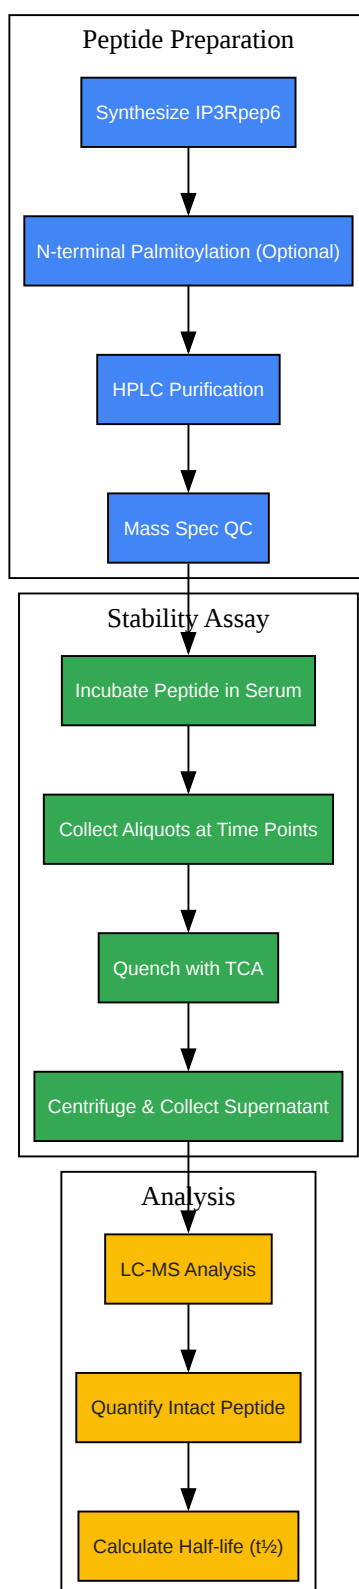 Peptide Preparation
Synthesize IP3Rpep6
N-terminal Palmitoylation (Optional)
HPLC Purification
Mass Spec QC
Stability Assay
Incubate Peptide in Serum
Collect Aliquots at Time Points
Quench with TCA
Centrifuge & Collect Supernatant
Analysis
LC-MS Analysis
Quantify Intact Peptide
Calculate Half-life (t½)